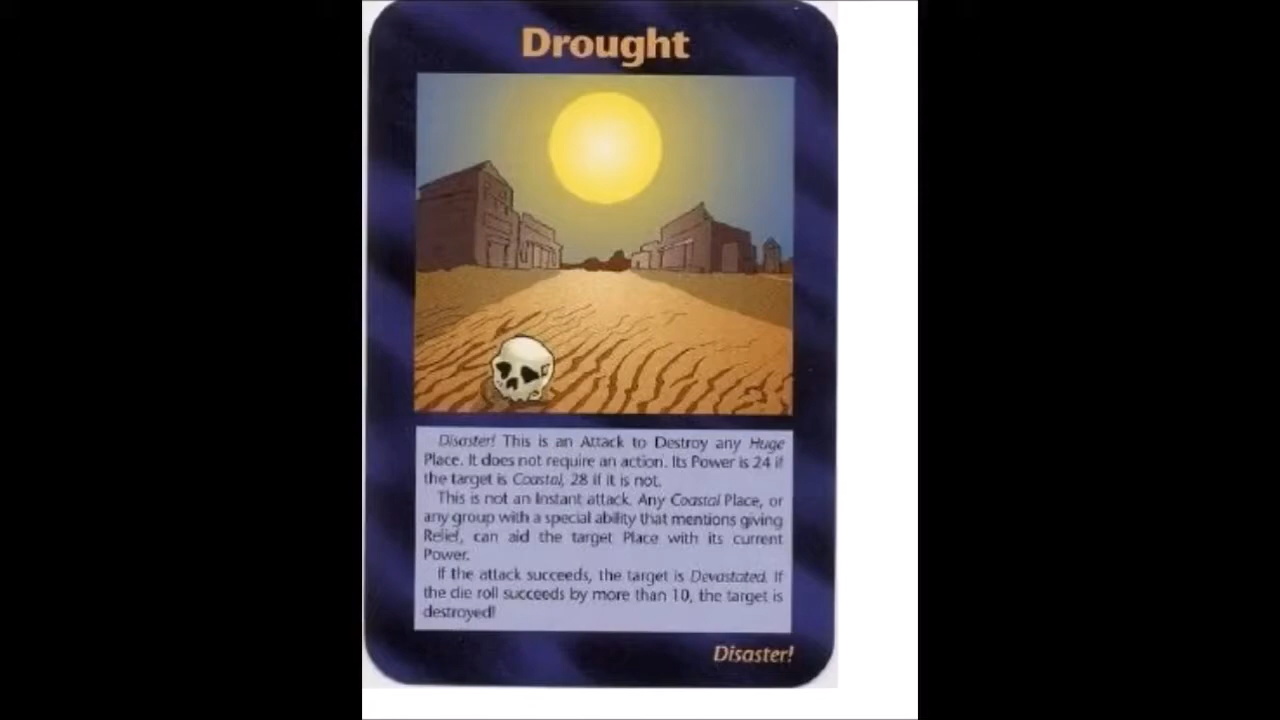 Drought
Disaster! This is an Attack to Destroy any Huge
Place. It does not require an action. Its Power is 24 if
the target is Coastal, 28 if it is not.
This is not an Instant attack. Any Coastal Place, or
any group with a special ability that mentions giving
Relief, can aid the target Place with its current
Power.
If the attack succeeds, the target is Devastated. If
the die roll succeeds by more than 10, the target is
destroyed!
Disaster!